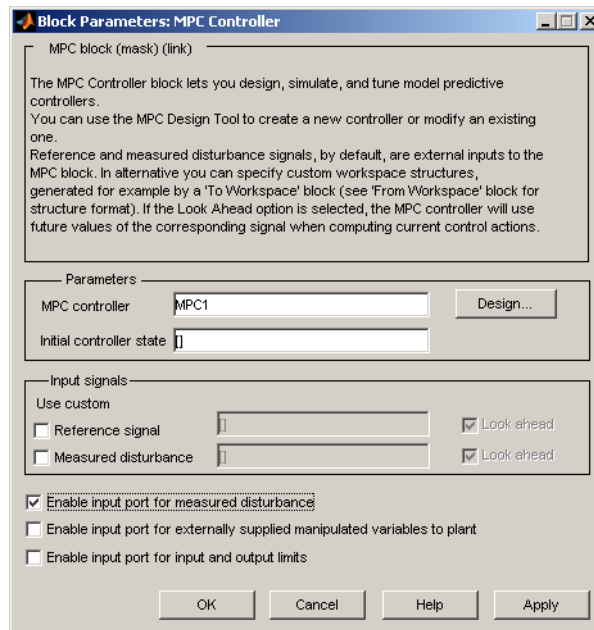 Block Parameters: MPC Controller
MPC block (mask) (link)
The MPC Controller block lets you design, simulate, and tune model predictive
controllers.
You can use the MPC Design Tool to create a new controller or modify an existing
one.
Reference and measured disturbance signals, by default, are external inputs to the
MPC block. In alternative you can specify custom workspace structures,
generated for example by a 'To Workspace' block (see 'From Workspace' block for
structure format). If the Look Ahead option is selected, the MPC controller will use
future values of the corresponding signal when computing current control actions.
Parameters
MPC controller MPC1 Design...
Initial controller state []
Input signals
Use custom
Reference signal [] Look ahead
Measured disturbance [] Look ahead
Enable input port for measured disturbance
Enable input port for externally supplied manipulated variables to plant
Enable input port for input and output limits
OK Cancel Help Apply